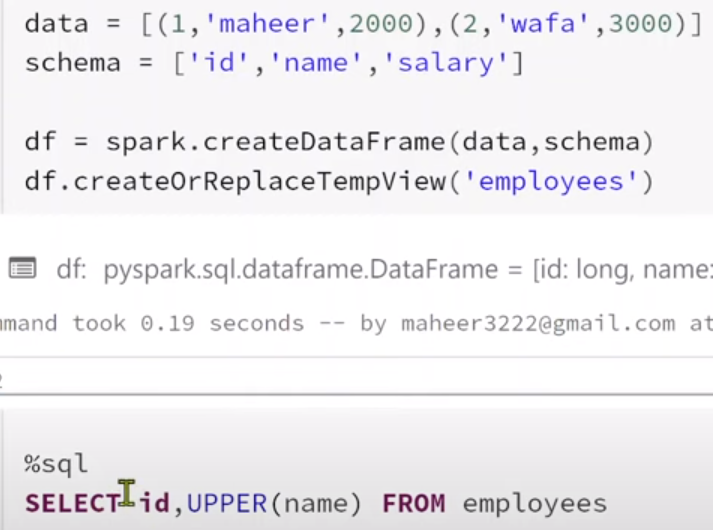 data = [(1,'maheer',2000),(2,'wafa',3000)]
schema = ['id','name','salary']
df = spark.createDataFrame(data,schema)
df.createOrReplaceTempView('employees')
df: pyspark.sql.dataframe.DataFrame = [id: long, name:
mmand took 0.19 seconds -- by maheer3222@gmail.com at
2
%sql
SELECT id,UPPER(name) FROM employees